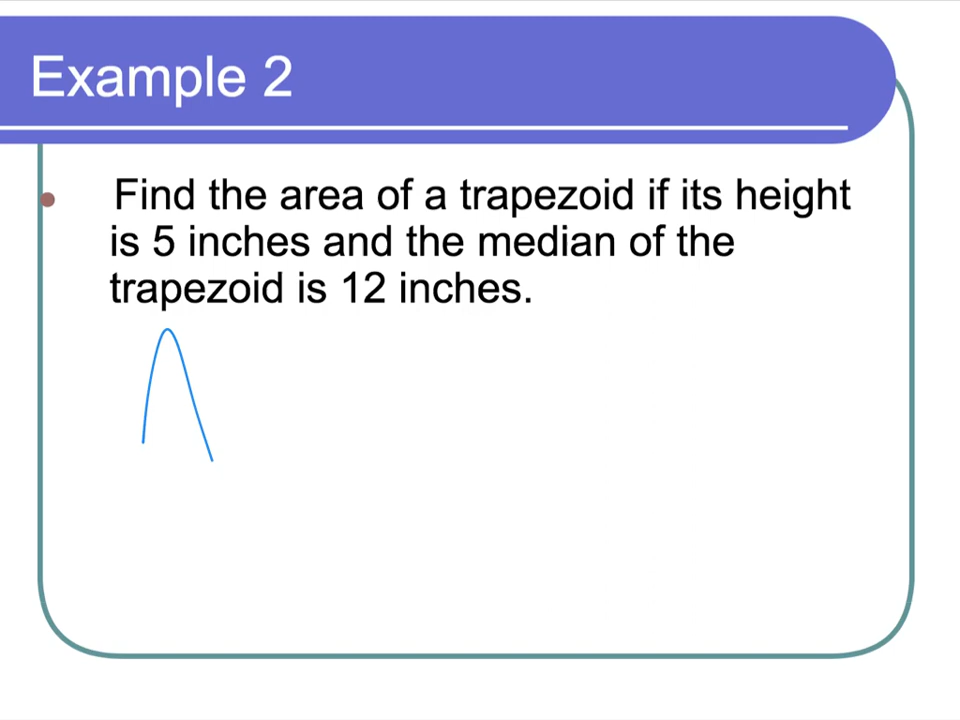 Example 2
Find the area of a trapezoid if its height
is 5 inches and the median of the
trapezoid is 12 inches.